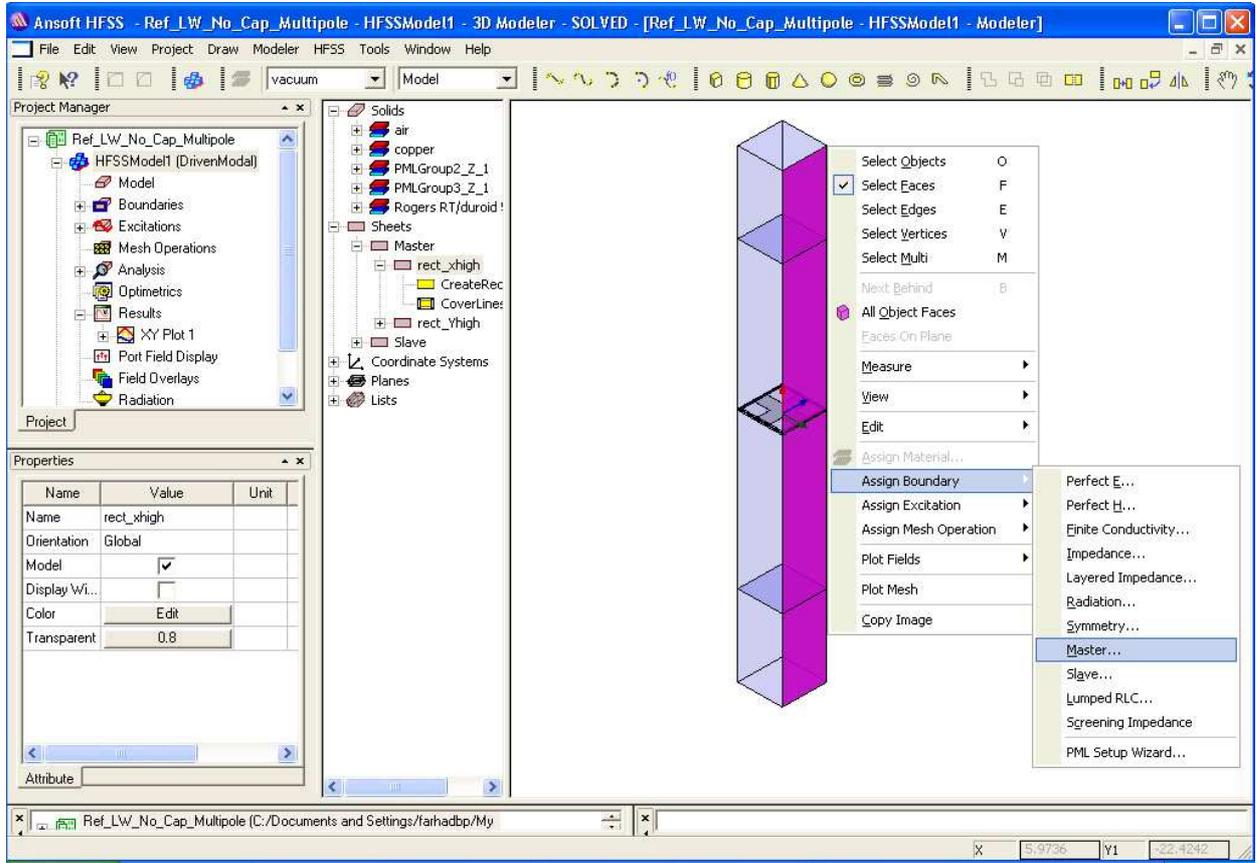 Ansoft HFSS - Ref_LW_No_Cap_Multipole - HFSSModel1 - 3D Modeler - SOLVED - [Ref_LW_No_Cap_Multipole - HFSSModel1 - Modeler]
File Edit View Project Draw Modeler HFSS Tools Window Help
vacuum Model
Project Manager
Ref_LW_No_Cap_Multipole
HFSSModel1 (DrivenModal)
Model
Boundaries
Excitations
Mesh Operations
Analysis
Optimetrics
Results
XY Plot 1
Port Field Display
Field Overlays
Radiation
Project
Properties
Name Value Unit
Name rect_xhigh
Orientation Global
Model
Display Wi...
Color Edit
Transparent 0.8
Attribute
Solids
air
copper
PMLGroup2_Z_1
PMLGroup3_Z_1
Rogers RT/duroid
Sheets
Master
rect_xhigh
CreateRec
CoverLines
rect_Yhigh
Slave
Coordinate Systems
Planes
Lists
Select Objects O
Select Faces F
Select Edges E
Select Vertices V
Select Multi M
Next Behind B
All Object Faces
Faces On Plane
Measure
View
Edit
Assign Material...
Assign Boundary
Assign Excitation
Assign Mesh Operation
Plot Fields
Plot Mesh
Copy Image
Perfect E...
Perfect H...
Finite Conductivity...
Impedance...
Layered Impedance...
Radiation...
Symmetry...
Master...
Slave...
Lumped RLC...
Screening Impedance
PML Setup Wizard...
Ref_LW_No_Cap_Multipole (C:/Documents and Settings/farhadbp/My
X 5.9736 Y1 -22.4242